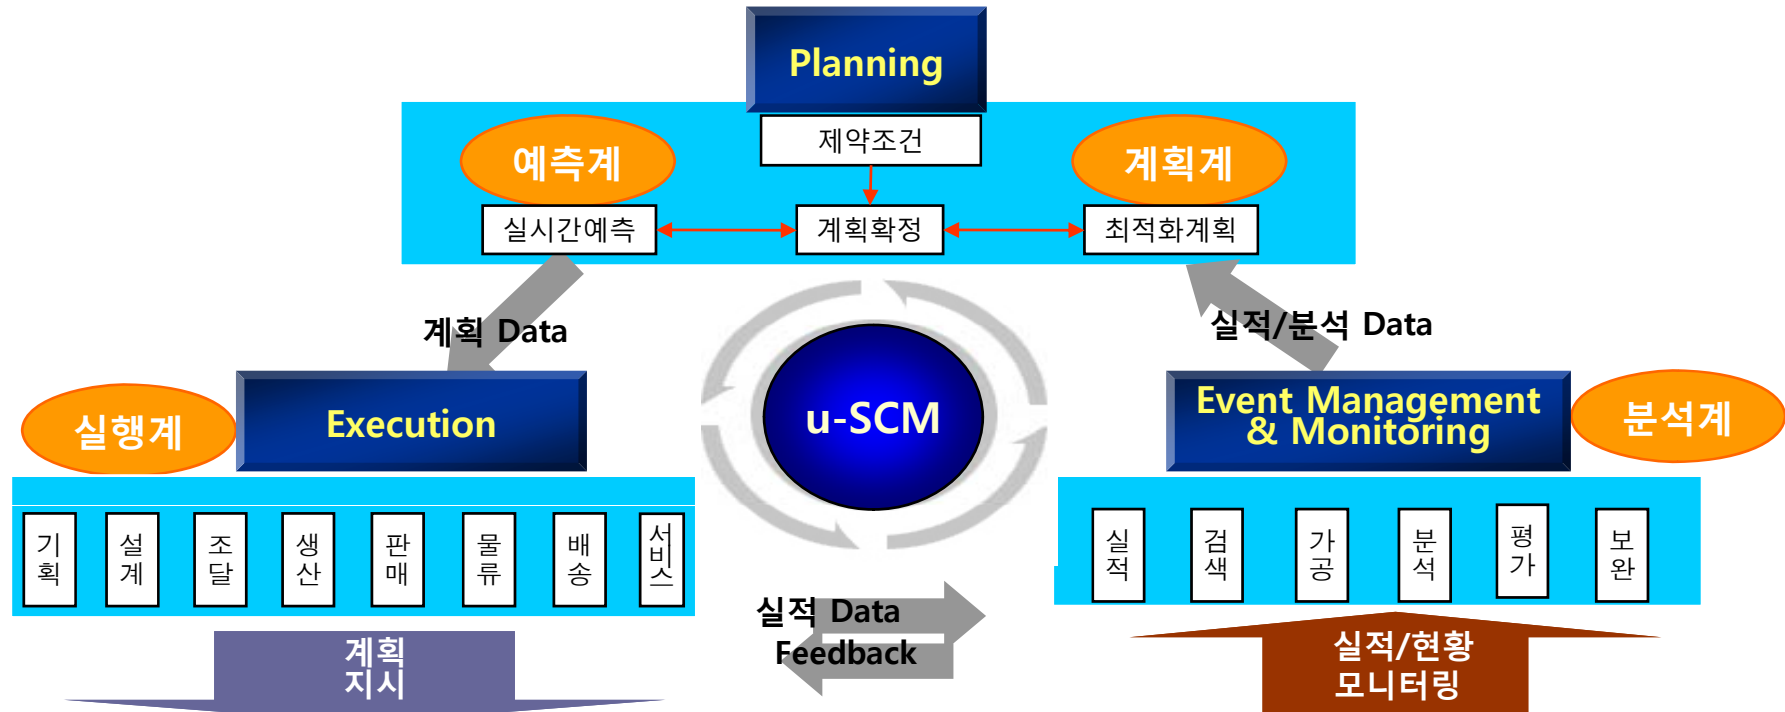 Planning
제약조건
예측계
계획계
실시간예측
계획확정
최적화계획
계획 Data
실적/분석 Data
실행계
Execution
u-SCM
Event Management
& Monitoring
분석계
기획
설계
조달
생산
판매
물류
배송
서비스
실적
검색
가공
분석
평가
보완
실적 Data
Feedback
계획
지시
실적/현황
모니터링